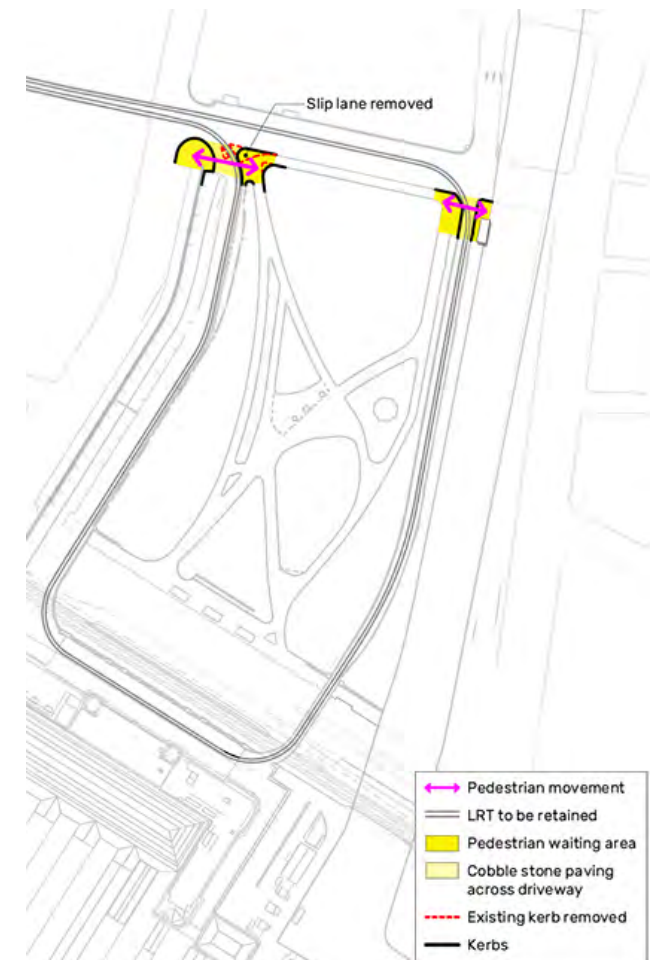 Slip lane removed
Pedestrian movement
LRT to be retained
Pedestrian waiting area
Cobble stone paving
across driveway
Existing kerb removed
Kerbs